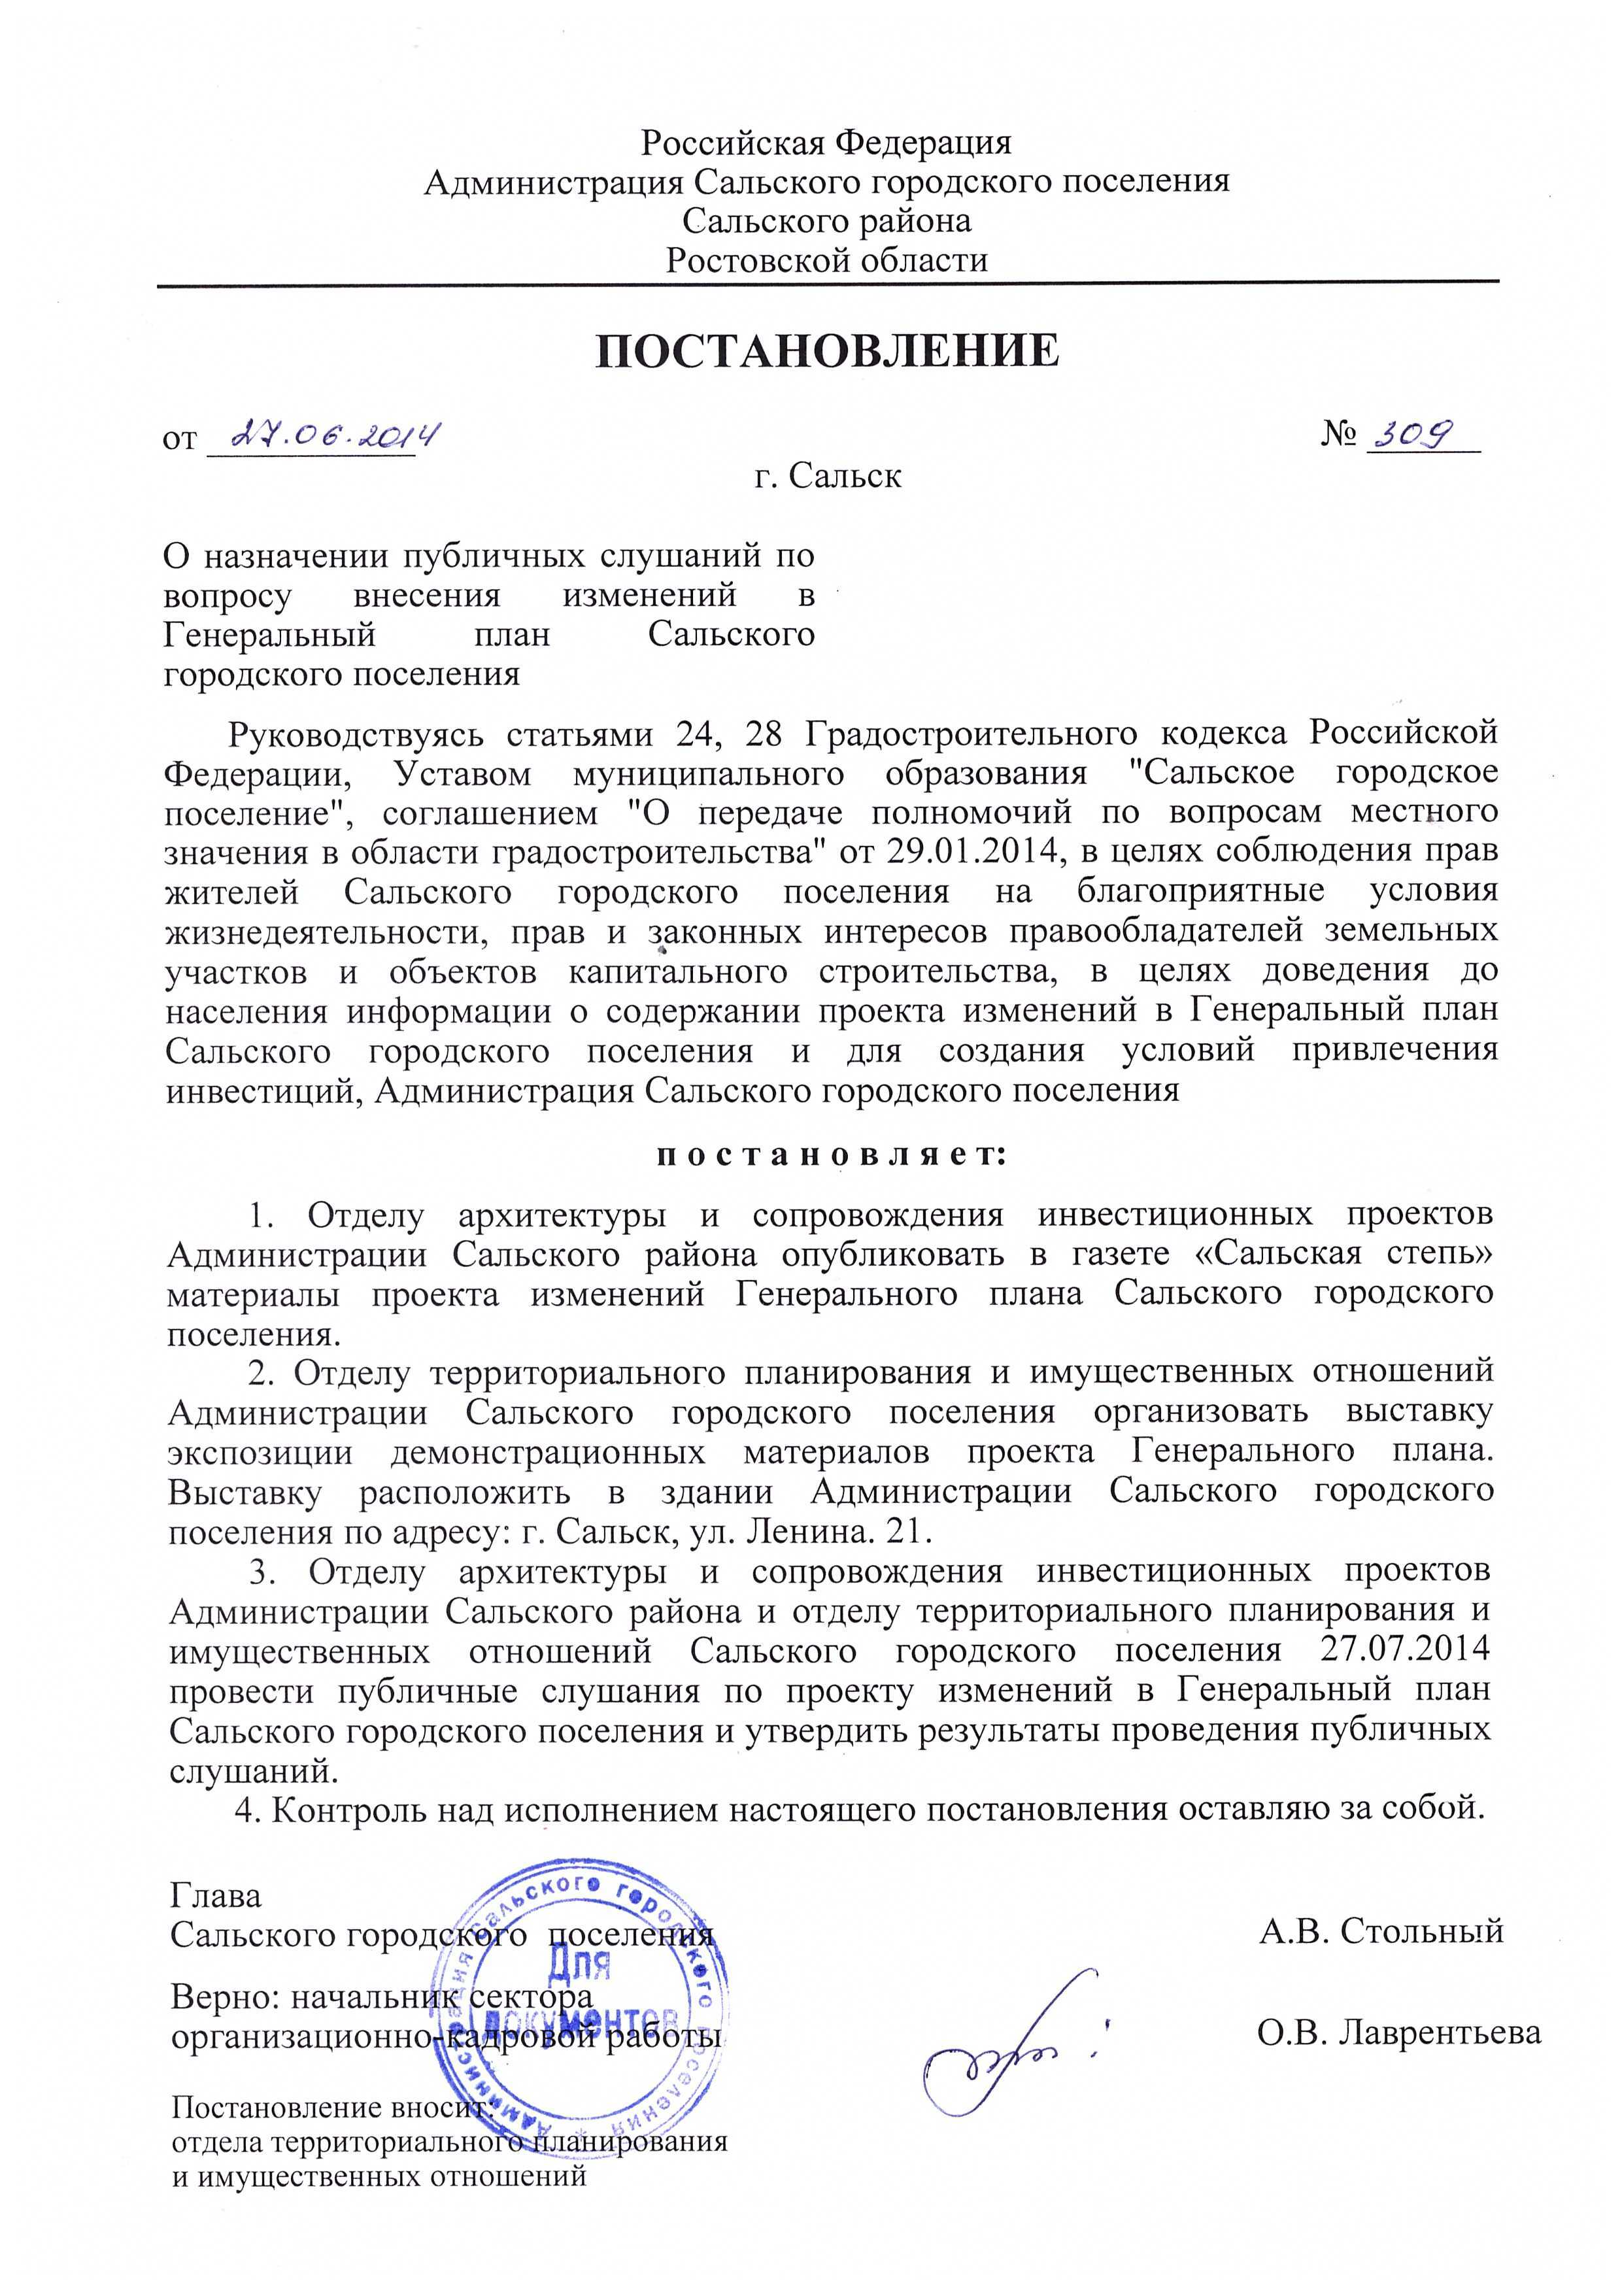 Российская Федерация
Администрация Сальского городского поселения
Сальского района
Ростовской области
ПОСТАНОВЛЕНИЕ
от 27.06.2014 № 309
г. Сальск
О назначении публичных слушаний по
вопросу внесения изменений в
Генеральный план Сальского
городского поселения
Руководствуясь статьями 24, 28 Градостроительного кодекса Российской
Федерации, Уставом муниципального образования "Сальское городское
поселение", соглашением "О передаче полномочий по вопросам местного
значения в области градостроительства" от 29.01.2014, в целях соблюдения прав
жителей Сальского городского поселения на благоприятные условия
жизнедеятельности, прав и законных интересов правообладателей земельных
участков и объектов капитального строительства, в целях доведения до
населения информации о содержании проекта изменений в Генеральный план
Сальского городского поселения и для создания условий привлечения
инвестиций, Администрация Сальского городского поселения
п о с т а н о в л я е т:
1. Отделу архитектуры и сопровождения инвестиционных проектов
Администрации Сальского района опубликовать в газете «Сальская степь»
материалы проекта изменений Генерального плана Сальского городского
поселения.
2. Отделу территориального планирования и имущественных отношений
Администрации Сальского городского поселения организовать выставку
экспозиции демонстрационных материалов проекта Генерального плана.
Выставку расположить в здании Администрации Сальского городского
поселения по адресу: г. Сальск, ул. Ленина. 21.
3. Отделу архитектуры и сопровождения инвестиционных проектов
Администрации Сальского района и отделу территориального планирования и
имущественных отношений Сальского городского поселения 27.07.2014
провести публичные слушания по проекту изменений в Генеральный план
Сальского городского поселения и утвердить результаты проведения публичных
слушаний.
4. Контроль над исполнением настоящего постановления оставляю за собой.
Глава
Сальского городского поселения А.В. Стольный
Верно: начальник сектора
организационно-кадровой работы О.В. Лаврентьева
Постановление вносит:
отдела территориального планирования
и имущественных отношений
Администрация Сальского городского поселения *
Для
документов